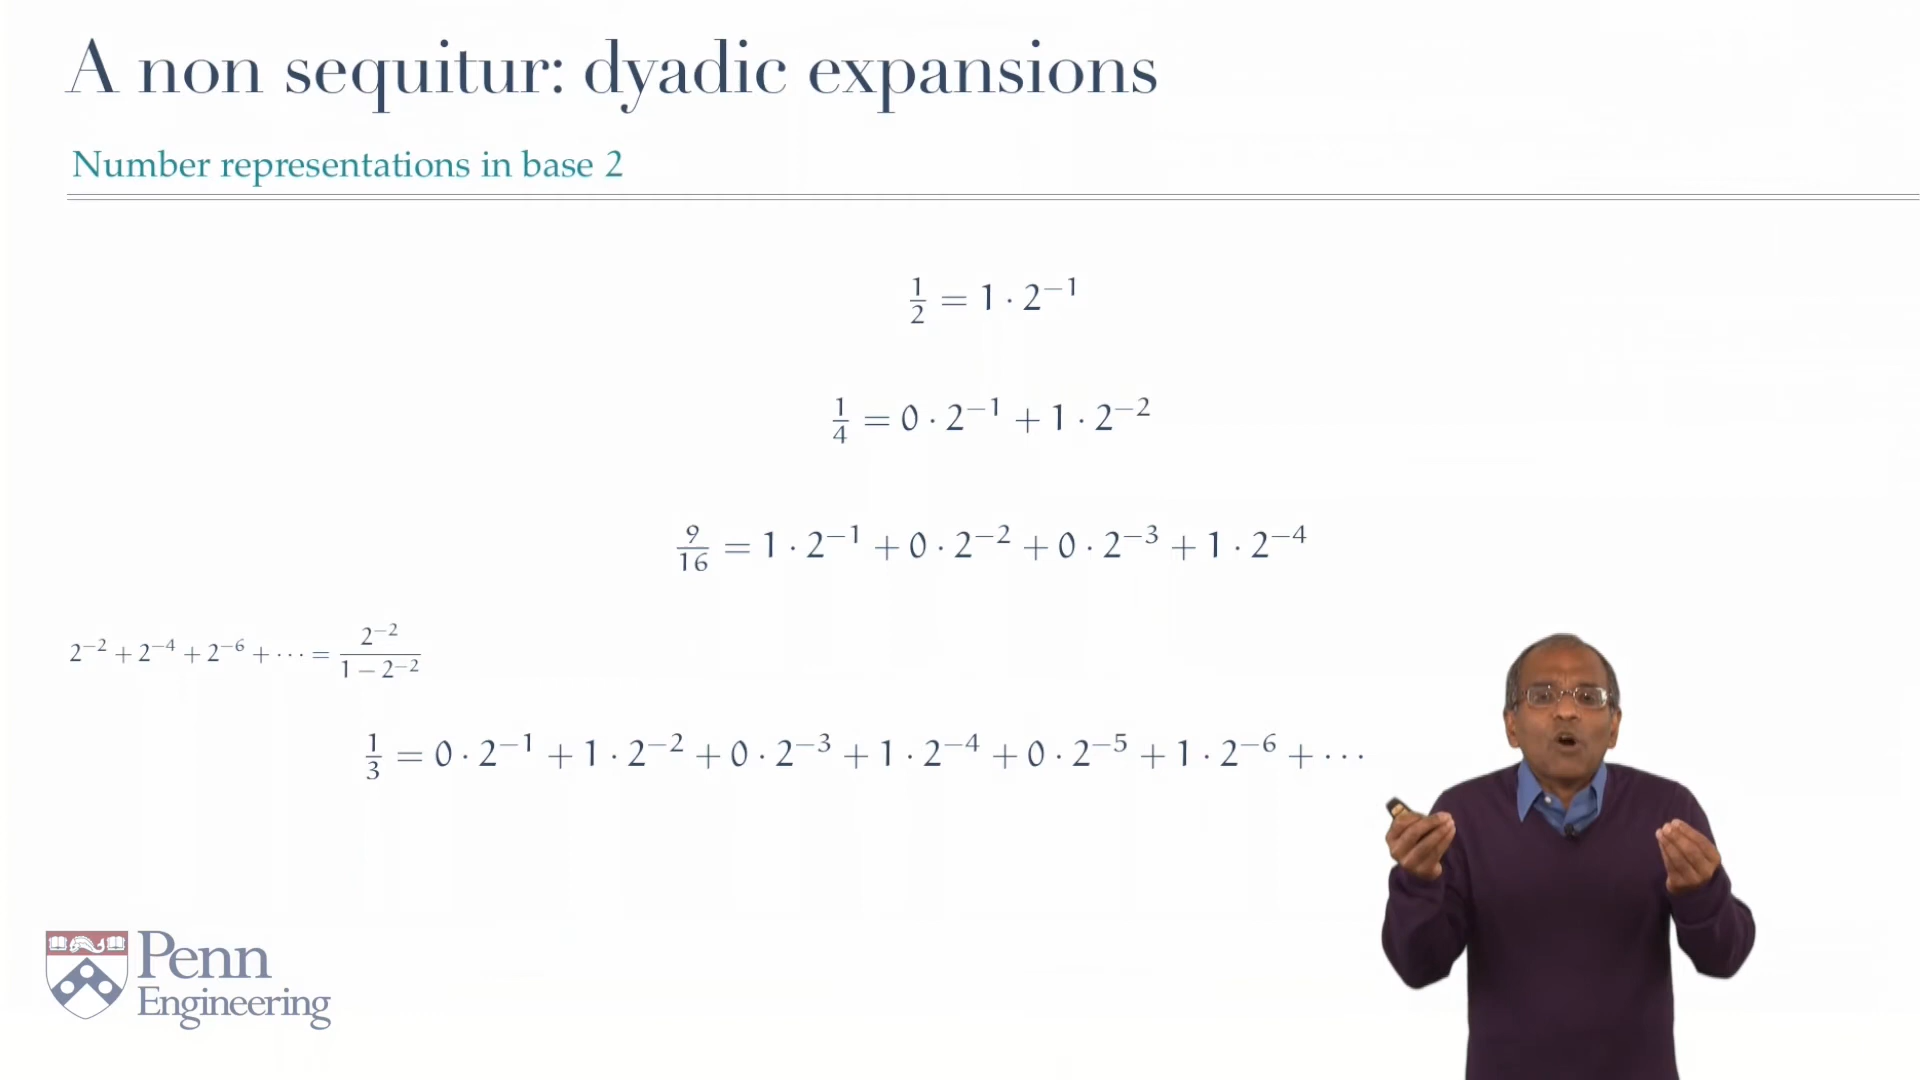 A non sequitur: dyadic expansions
Number representations in base 2
1/2 = 1 · 2⁻¹
1/4 = 0 · 2⁻¹ + 1 · 2⁻²
9/16 = 1 · 2⁻¹ + 0 · 2⁻² + 0 · 2⁻³ + 1 · 2⁻⁴
2⁻² + 2⁻⁴ + 2⁻⁶ + ··· = 2⁻² / (1 − 2⁻²)
1/3 = 0 · 2⁻¹ + 1 · 2⁻² + 0 · 2⁻³ + 1 · 2⁻⁴ + 0 · 2⁻⁵ + 1 · 2⁻⁶ + ···
Penn
Engineering